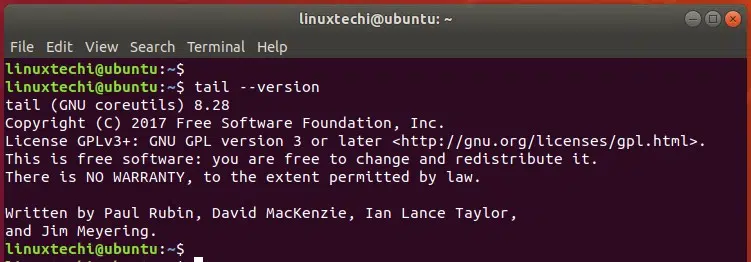 linuxtechi@ubuntu: ~
File Edit View Search Terminal Help
linuxtechi@ubuntu:~$
linuxtechi@ubuntu:~$ tail --version
tail (GNU coreutils) 8.28
Copyright (C) 2017 Free Software Foundation, Inc.
License GPLv3+: GNU GPL version 3 or later <http://gnu.org/licenses/gpl.html>.
This is free software: you are free to change and redistribute it.
There is NO WARRANTY, to the extent permitted by law.
Written by Paul Rubin, David MacKenzie, Ian Lance Taylor,
and Jim Meyering.
linuxtechi@ubuntu:~$